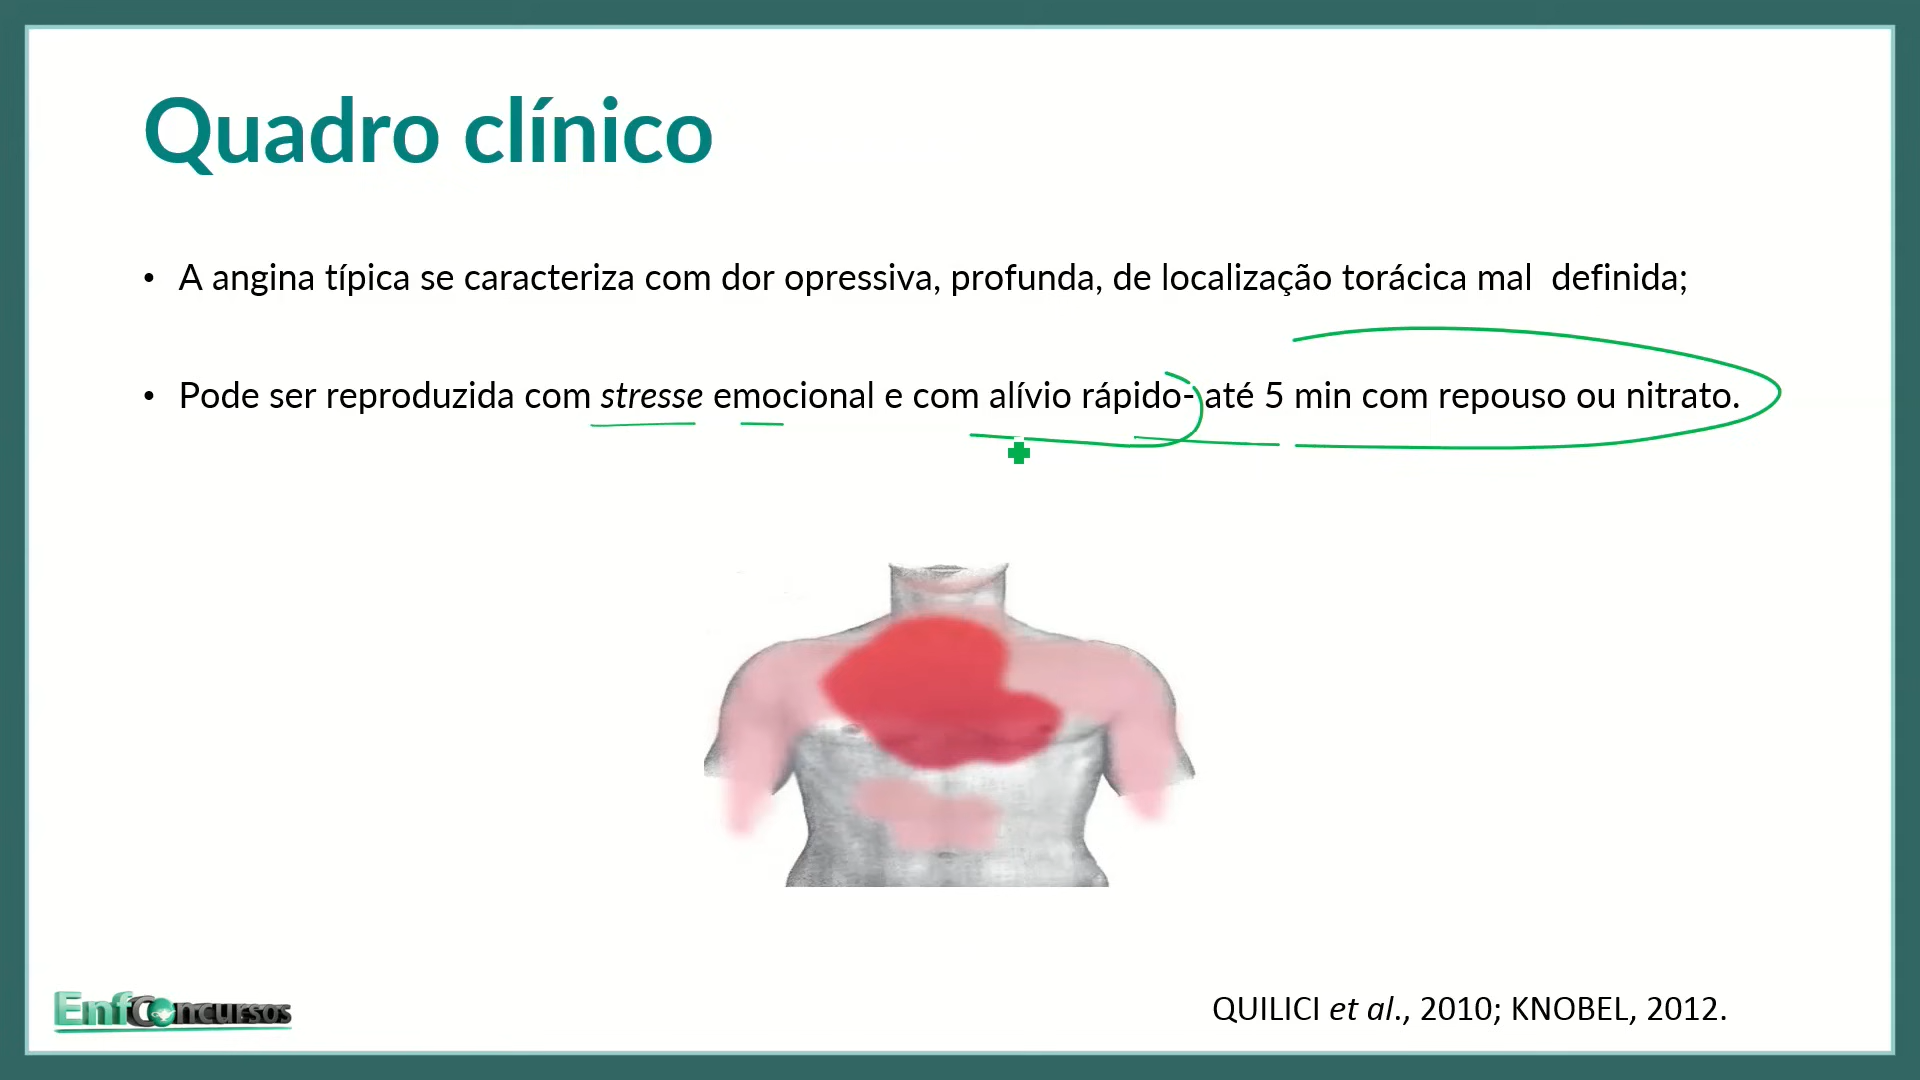 Quadro clínico
• A angina típica se caracteriza com dor opressiva, profunda, de localização torácica mal definida;
• Pode ser reproduzida com stresse emocional e com alívio rápido- até 5 min com repouso ou nitrato.
EnfConcursos
QUILICI et al., 2010; KNOBEL, 2012.